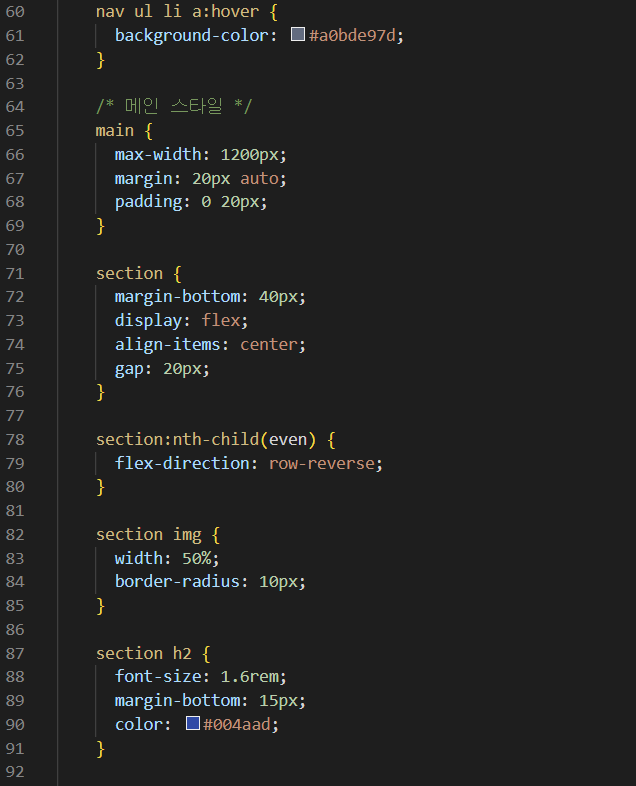 60 nav ul li a:hover {
61 background-color: #a0bde97d;
62 }
63
64 /* 메인 스타일 */
65 main {
66 max-width: 1200px;
67 margin: 20px auto;
68 padding: 0 20px;
69 }
70
71 section {
72 margin-bottom: 40px;
73 display: flex;
74 align-items: center;
75 gap: 20px;
76 }
77
78 section:nth-child(even) {
79 flex-direction: row-reverse;
80 }
81
82 section img {
83 width: 50%;
84 border-radius: 10px;
85 }
86
87 section h2 {
88 font-size: 1.6rem;
89 margin-bottom: 15px;
90 color: #004aad;
91 }
92